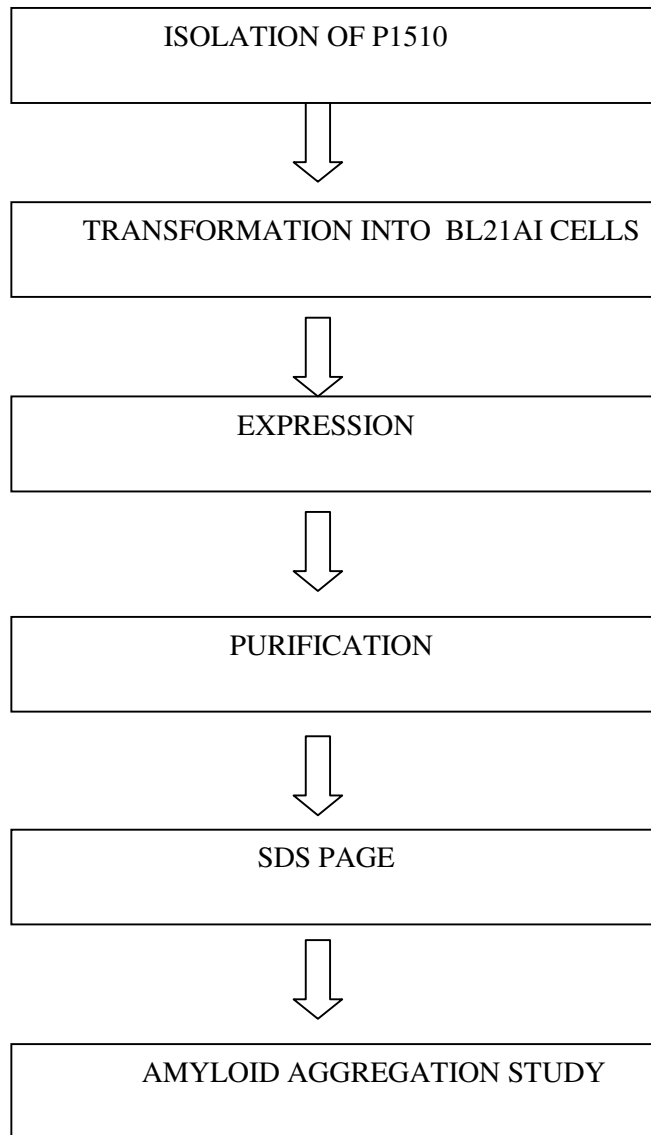 ISOLATION OF P1510
TRANSFORMATION INTO BL21AI CELLS
EXPRESSION
PURIFICATION
SDS PAGE
AMYLOID AGGREGATION STUDY